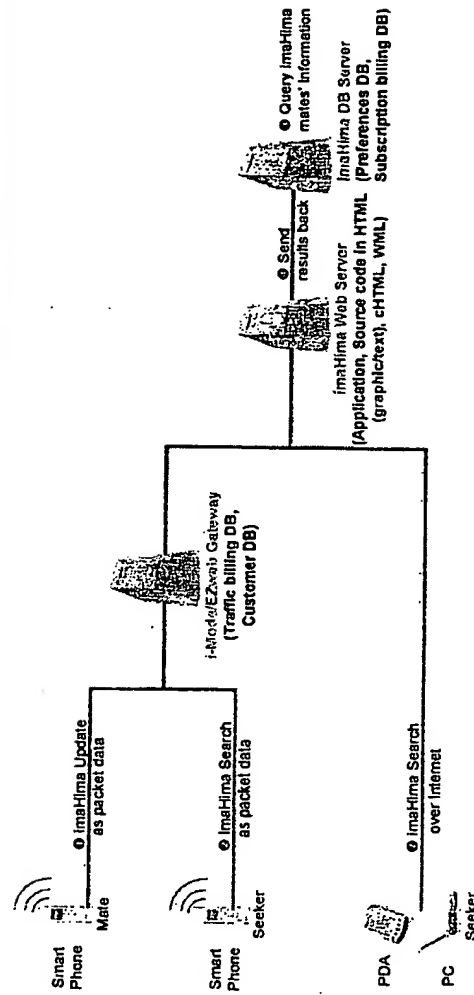 Smart
Phone
Mate
❶ ImaHima Update
as packet data
Smart
Phone
Seeker
❷ ImaHima Search
as packet data
PDA
PC
Seeker
❷ ImaHima Search
over Internet
i-Mode/EZweb Gateway
(Traffic billing DB,
Customer DB)
ImaHima Web Server
(Application, Source code in HTML
(graphic/text), cHTML, WML)
Send
results back
Query ImaHima
mates' Information
ImaHima DB Server
(Preferences DB,
Subscription billing DB)